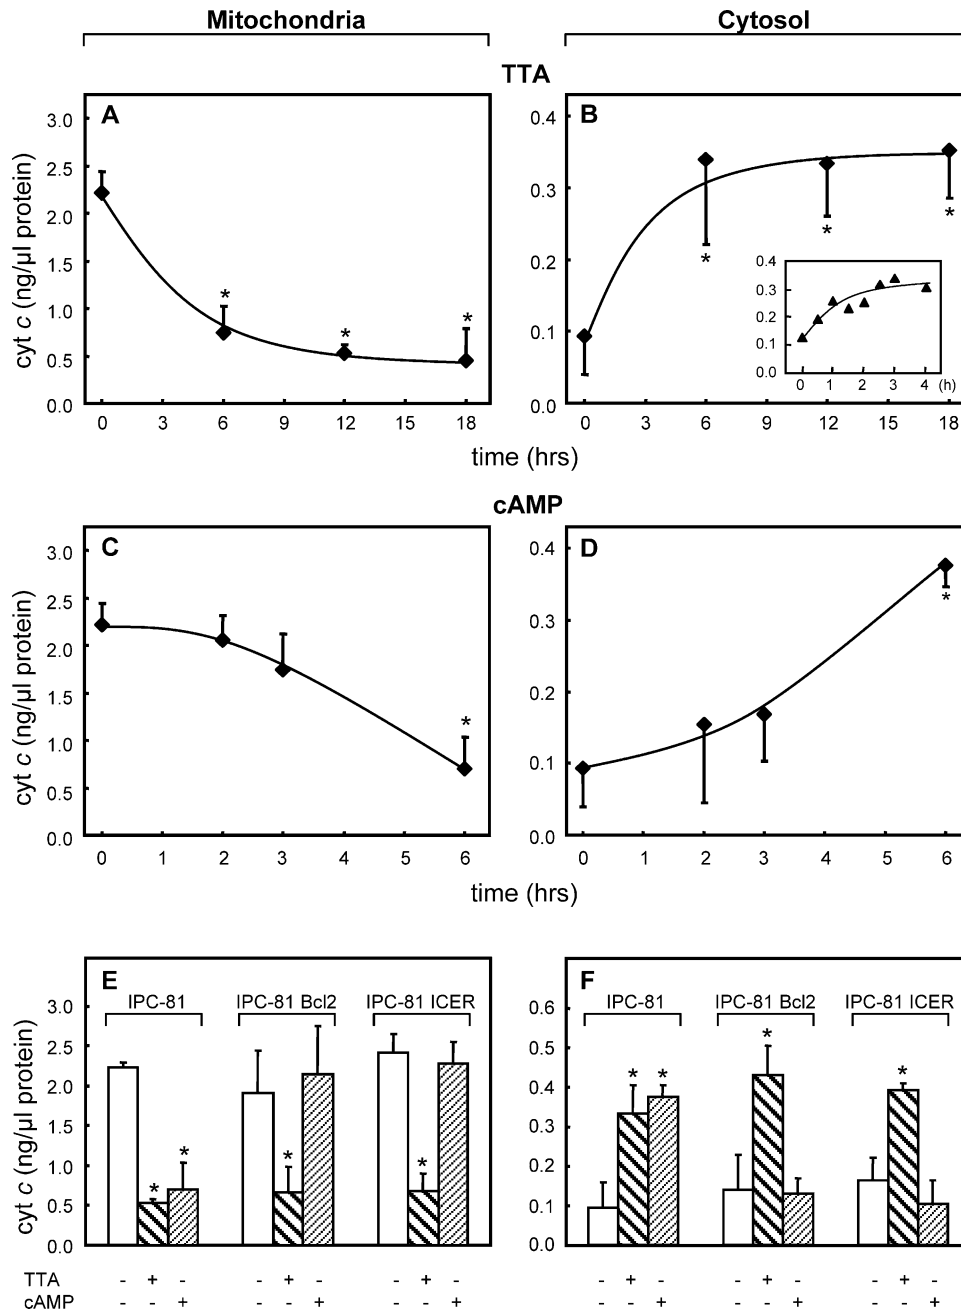 Mitochondria Cytosol
TTA
A B
3.0 2.5 2.0 1.5 1.0 0.5 0.0
cyt c (ng/µl protein)
0 3 6 9 12 15 18
* * *
0.4 0.3 0.2 0.1 0.0
0 3 6 9 12 15 18
* * *
0.4 0.3 0.2 0.1 0.0
0 1 2 3 4 (h)
time (hrs)
cAMP
C D
3.0 2.5 2.0 1.5 1.0 0.5 0.0
cyt c (ng/µl protein)
0 1 2 3 4 5 6
*
0.4 0.3 0.2 0.1 0.0
0 1 2 3 4 5 6
*
time (hrs)
E F
IPC-81 IPC-81 Bcl2 IPC-81 ICER
3.0 2.5 2.0 1.5 1.0 0.5 0.0
cyt c (ng/µl protein)
* * * *
IPC-81 IPC-81 Bcl2 IPC-81 ICER
0.6 0.5 0.4 0.3 0.2 0.1 0.0
* * * *
TTA - + - - + - - + - - + - - + - - + -
cAMP - - + - - + - - + - - + - - + - - +